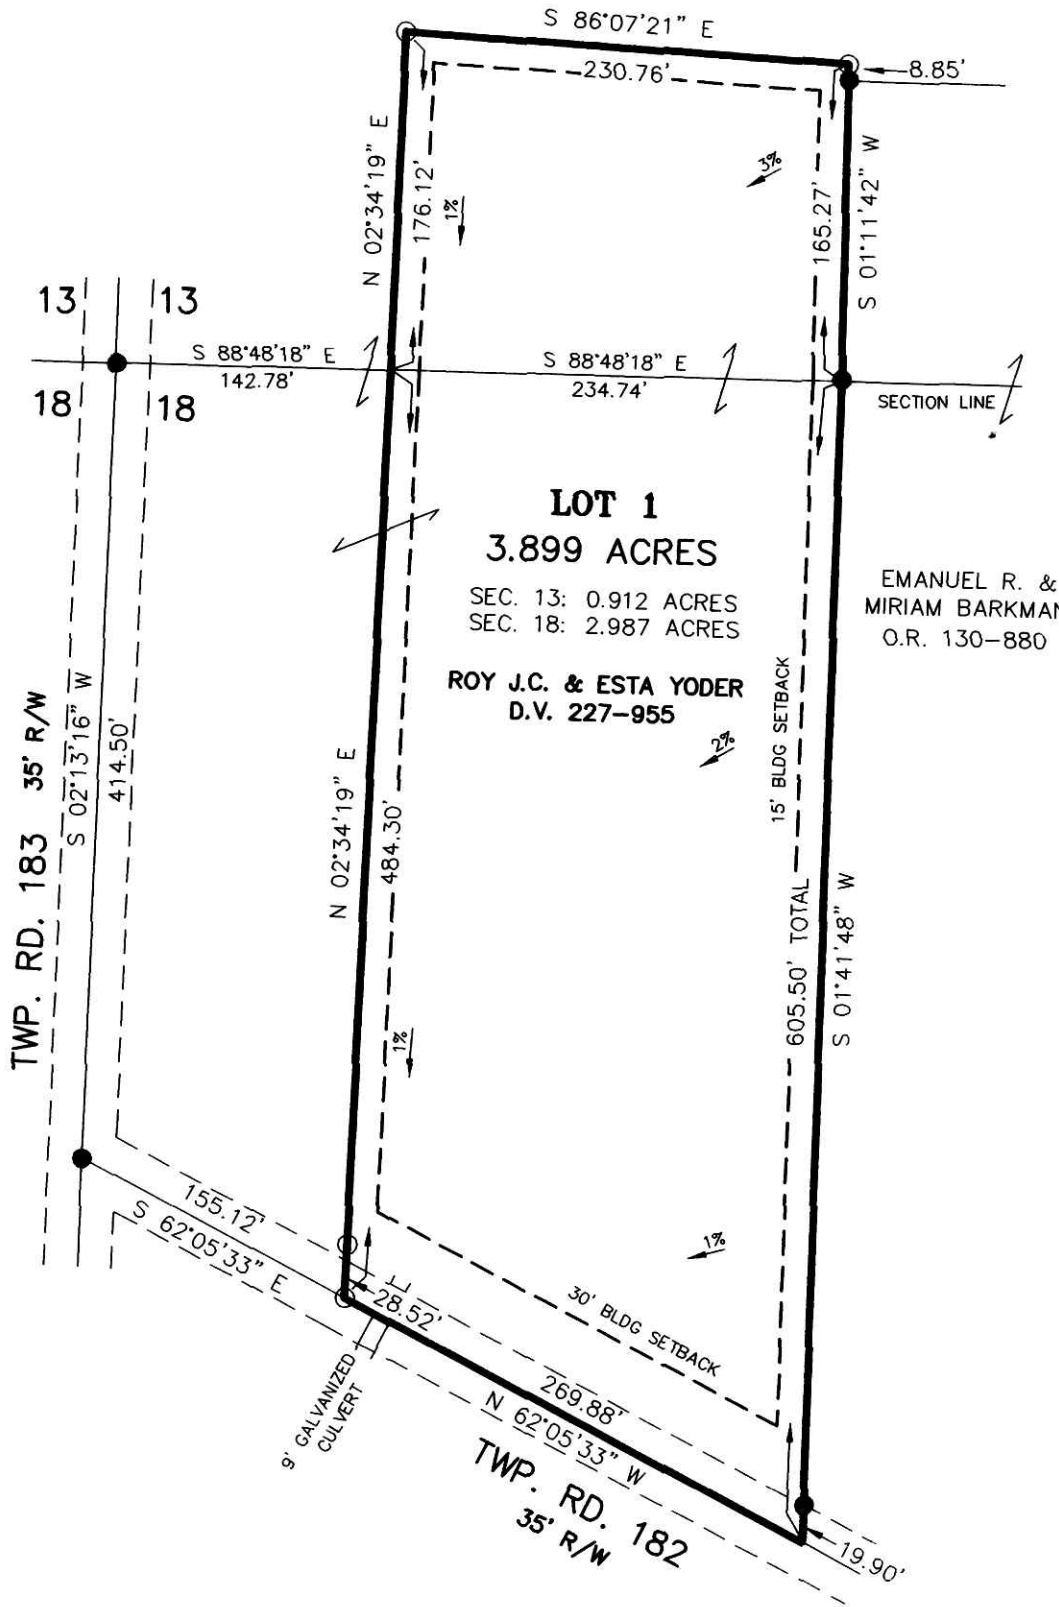 S 86°07'21" E
230.76'
8.85'
N 02°34'19" E
176.12'
1%
3%
165.27'
S 01°11'42" W
13
13
18
18
S 88°48'18" E
142.78'
S 88°48'18" E
234.74'
SECTION LINE
LOT 1
3.899 ACRES
SEC. 13: 0.912 ACRES
SEC. 18: 2.987 ACRES
ROY J.C. & ESTA YODER
D.V. 227-955
EMANUEL R. &
MIRIAM BARKMAN
O.R. 130-880
TWP. RD. 183 35' R/W
S 02°13'16" W
414.50'
N 02°34'19" E
484.30'
2%
15' BLDG SETBACK
605.50' TOTAL
S 01°41'48" W
1%
1%
155.12'
S 62°05'33" E
28.52'
30' BLDG SETBACK
9' GALVANIZED
CULVERT
269.88'
N 62°05'33" W
TWP. RD. 182
35' R/W
19.90'